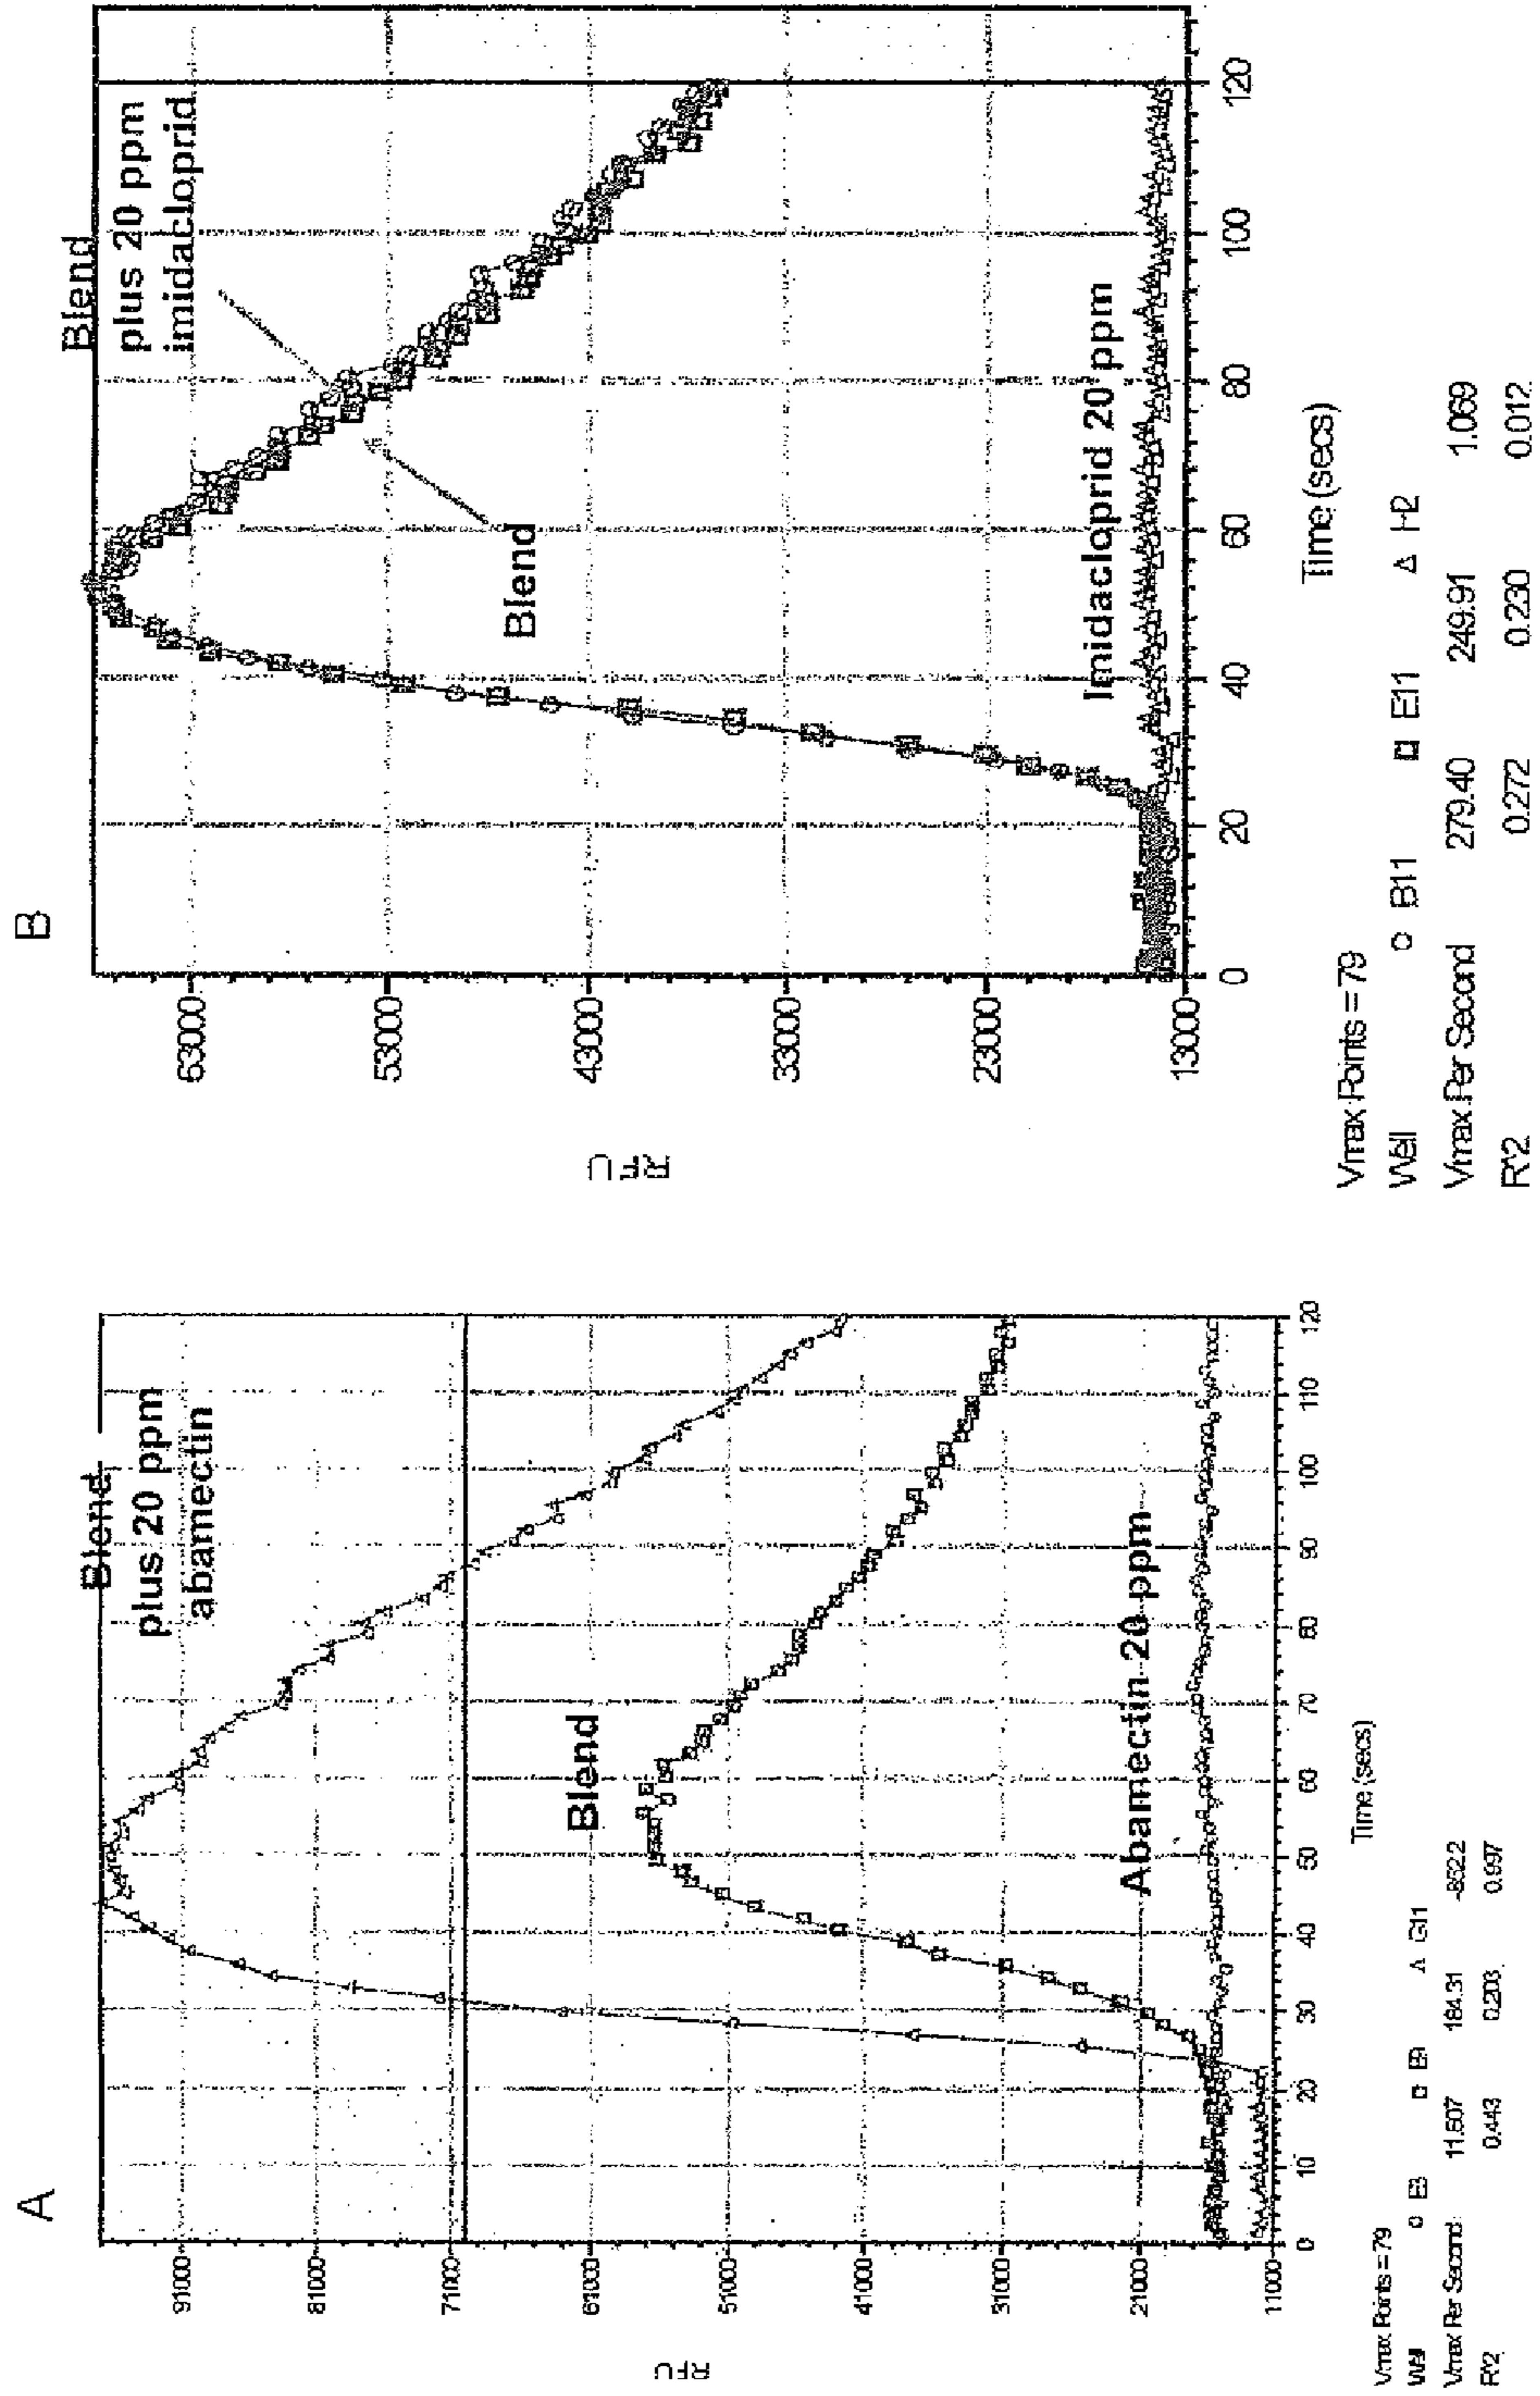 A
RFU
91000
81000
71000
61000
51000
41000
31000
21000
11000
Blend
plus 20 ppm
abamectin
Blend
Abamectin 20 ppm
0 10 20 30 40 50 60 70 80 90 100 110 120
Time (secs)
Vmax Points = 79
Well G11
Vmax Per Second 11.607 184.31
R^2 0.443 0.203 0.997
B
RFU
63000
53000
43000
33000
23000
13000
Blend
plus 20 ppm
imidacloprid
Blend
Imidacloprid 20 ppm
0 20 40 60 80 100 120
Time (secs)
Vmax Points = 79
Well B11 E11 H2
Vmax Per Second 279.40 249.91 1.069
R^2 0.272 0.230 0.012